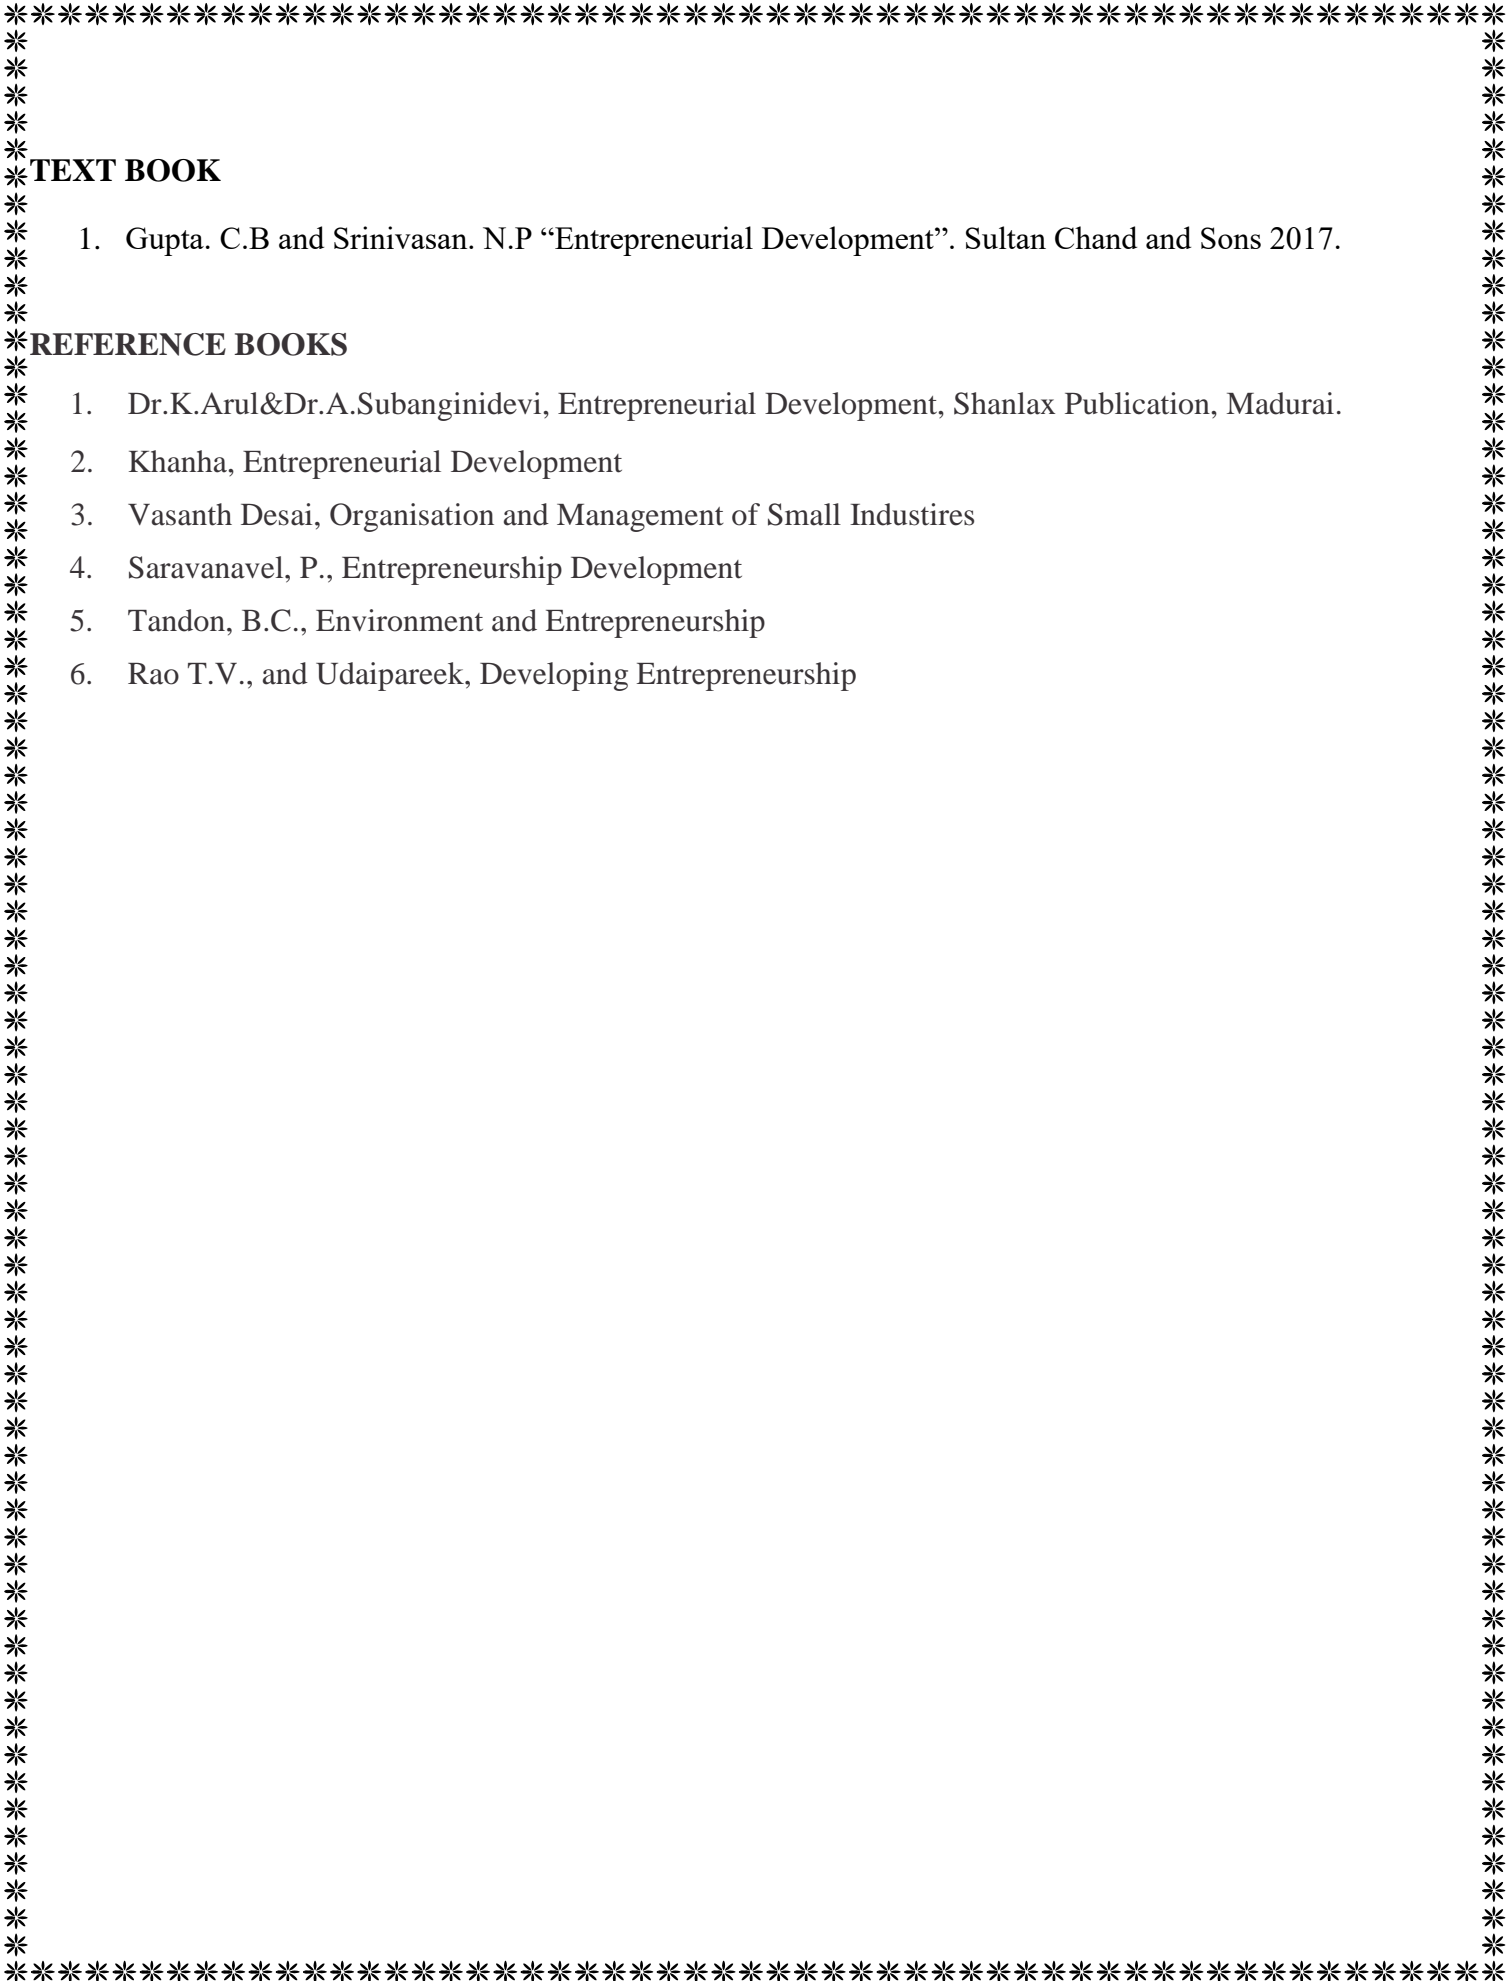 TEXT BOOK
1. Gupta. C.B and Srinivasan. N.P “Entrepreneurial Development”. Sultan Chand and Sons 2017.
REFERENCE BOOKS
1. Dr.K.Arul&Dr.A.Subanginidevi, Entrepreneurial Development, Shanlax Publication, Madurai.
2. Khanha, Entrepreneurial Development
3. Vasanth Desai, Organisation and Management of Small Industires
4. Saravanavel, P., Entrepreneurship Development
5. Tandon, B.C., Environment and Entrepreneurship
6. Rao T.V., and Udaipareek, Developing Entrepreneurship